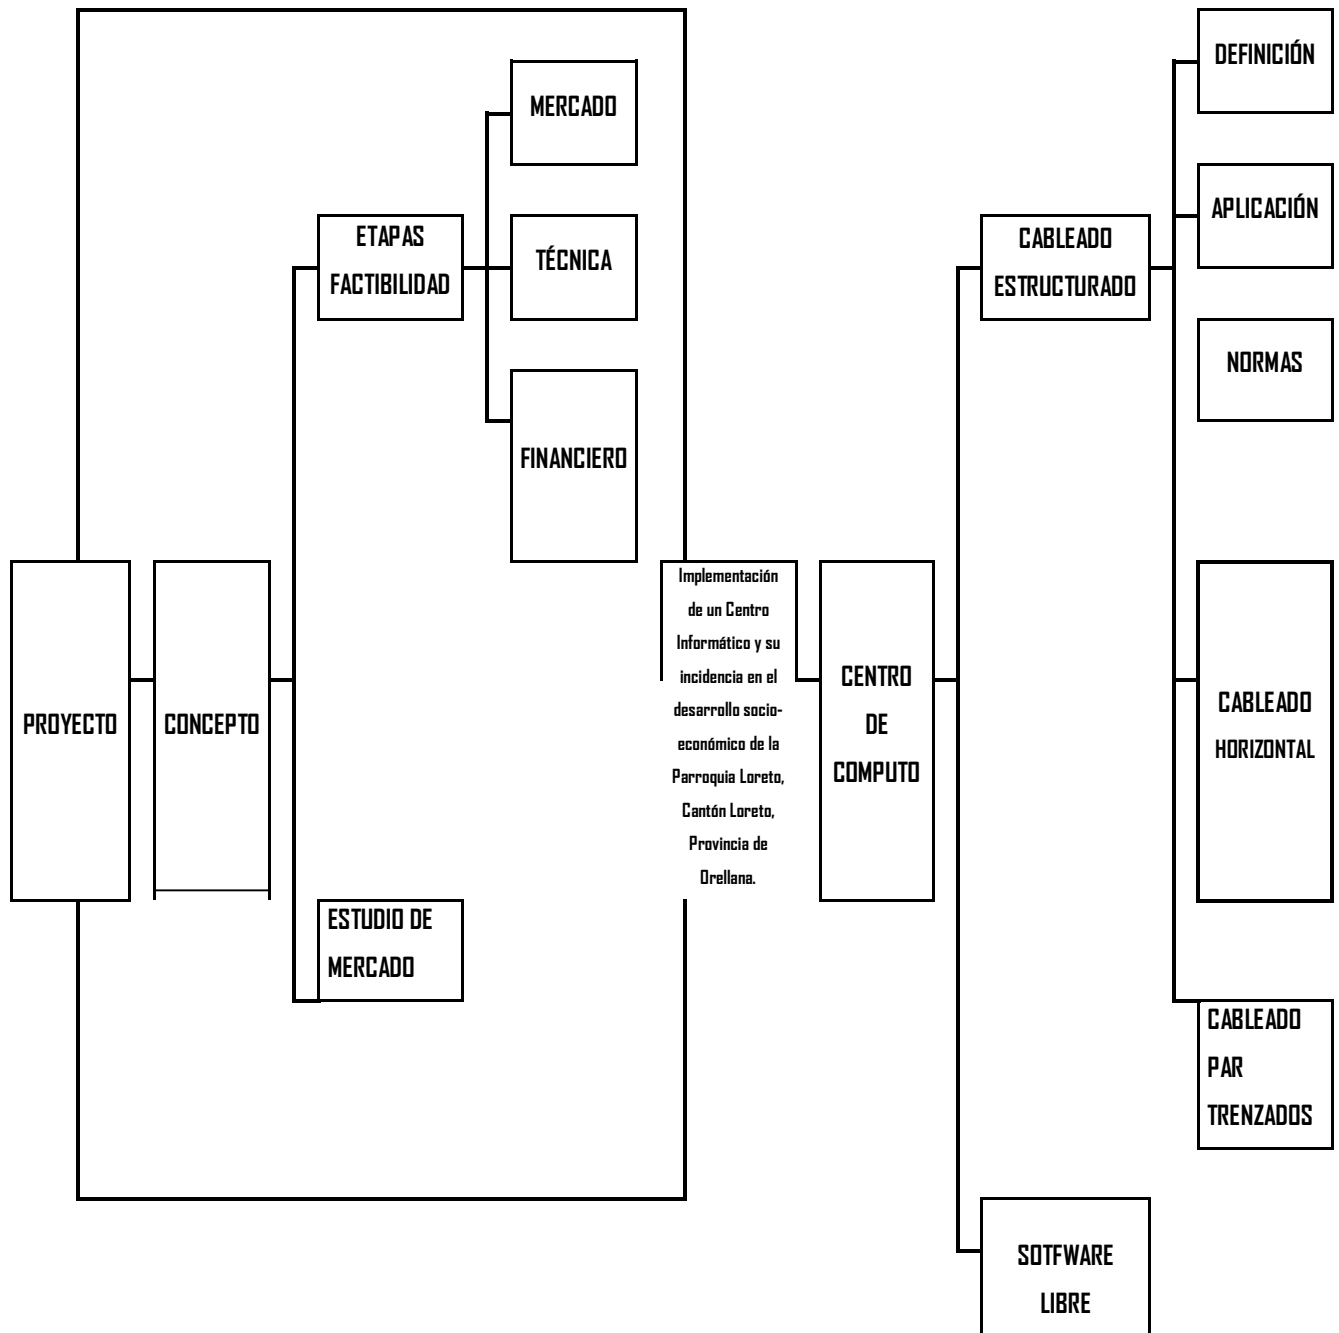 DEFINICIÓN
MERCADO
APLICACIÓN
ETAPAS
FACTIBILIDAD
TÉCNICA
CABLEADO
ESTRUCTURADO
NORMAS
FINANCIERO
PROYECTO
CONCEPTO
Implementación
de un Centro
Informático y su
incidencia en el
desarrollo socio-
económico de la
Parroquia Loreto,
Cantón Loreto,
Provincia de
Orellana.
CENTRO
DE
COMPUTO
CABLEADO
HORIZONTAL
ESTUDIO DE
MERCADO
CABLEADO
PAR
TRENZADOS
SOTFWARE
LIBRE